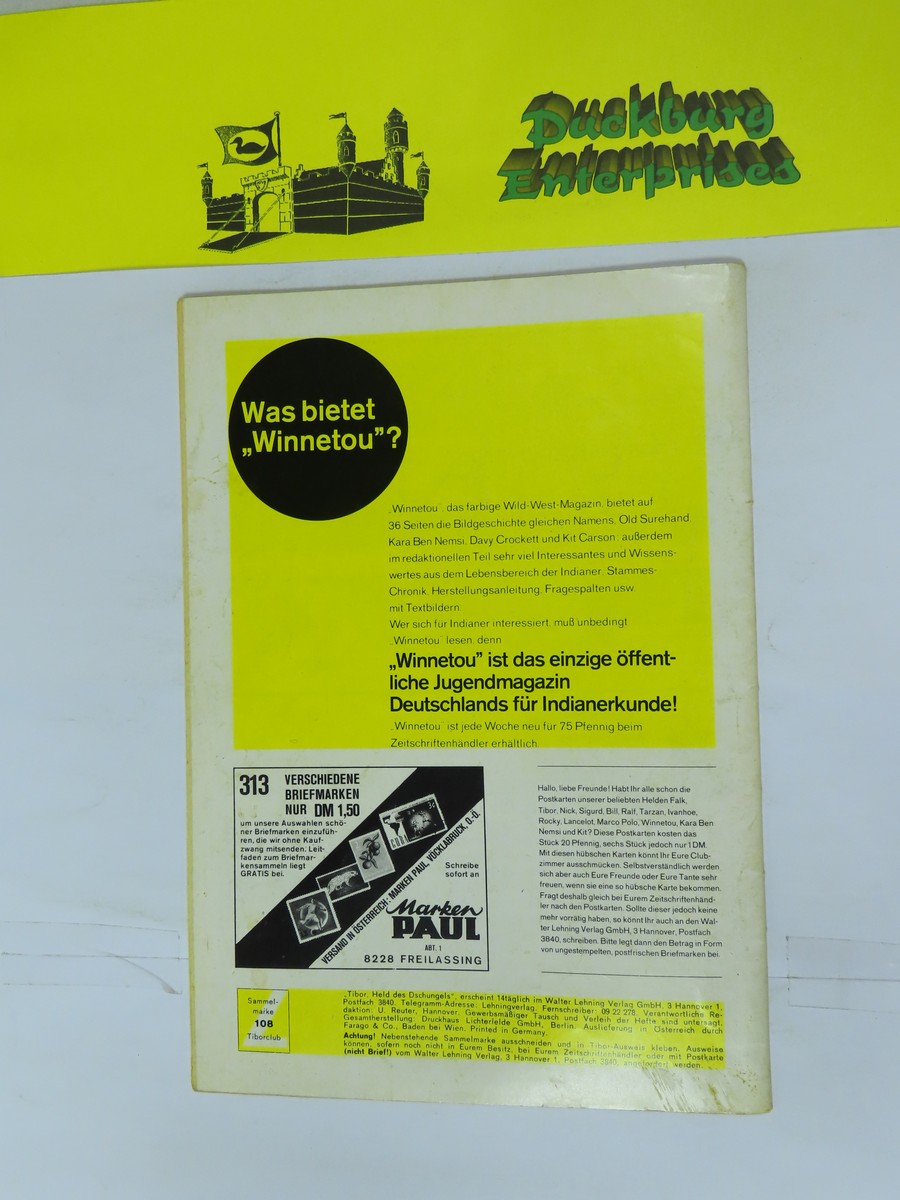 Duckburg
Enterprises
Was bietet
„Winnetou”?
„Winnetou”, das farbige Wild-West-Magazin, bietet auf
36 Seiten die Bildgeschichte gleichen Namens, Old Surehand,
Kara Ben Nemsi, Davy Crockett und Kit Carson; außerdem
im redaktionellen Teil sehr viel Interessantes und Wissens-
wertes aus dem Lebensbereich der Indianer, Stammes-
Chronik, Herstellungsanleitung, Fragespalten usw.
mit Textbildern.
Wer sich für Indianer interessiert, muß unbedingt
„Winnetou” lesen, denn
„Winnetou” ist das einzige öffent-
liche Jugendmagazin
Deutschlands für Indianerkunde!
„Winnetou” ist jede Woche neu für 75 Pfennig beim
Zeitschriftenhändler erhältlich.
313 VERSCHIEDENE
BRIEFMARKEN
NUR DM 1,50
um unsere Auswahlen schö-
ner Briefmarken einzufüh-
ren, die wir ohne Kauf-
zwang mitsenden. Leit-
faden zum Briefmar-
kensammeln liegt
GRATIS bei.
VERSAND IN ÖSTERREICH: MARKEN PAUL, VÖCKLABRUCK, O.-Ö.
Schreibe
sofort an
Marken
PAUL
ABT. 1
8228 FREILASSING
Hallo, liebe Freunde! Habt Ihr alle schon die
Postkarten unserer beliebten Helden Falk,
Tibor, Nick, Sigurd, Bill, Ralf, Tarzan, Ivanhoe,
Rocky, Lancelot, Marco Polo, Winnetou, Kara Ben
Nemsi und Kit? Diese Postkarten kosten das
Stück 20 Pfennig, sechs Stück jedoch nur 1 DM.
Mit diesen hübschen Karten könnt Ihr Eure Club-
zimmer ausschmücken. Selbstverständlich werden
sich aber auch Eure Freunde oder Eure Tante sehr
freuen, wenn sie eine so hübsche Karte bekommen.
Fragt deshalb gleich bei Eurem Zeitschriftenhänd-
ler nach den Postkarten. Sollte dieser jedoch keine
mehr vorrätig haben, so könnt Ihr auch an den Wal-
ter Lehning Verlag GmbH, 3 Hannover, Postfach
3840, schreiben. Bitte legt dann den Betrag in Form
von ungestempelten, postfrischen Briefmarken bei.
Sammel-
marke
108
Tiborclub
„Tibor, Held des Dschungels”, erscheint 14täglich im Walter Lehning Verlag GmbH, 3 Hannover 1,
Postfach 3840. Telegramm-Adresse: Lehningverlag, Fernschreiber: 09 22 278. Verantwortliche Re-
daktion: U. Reuter, Hannover. Gewerbsmäßiger Tausch und Verleih der Hefte sind untersagt.
Gesamtherstellung: Druckhaus Lichterfelde GmbH, Berlin. Auslieferung in Österreich durch
Farago & Co., Baden bei Wien. Printed in Germany.
Achtung! Nebenstehende Sammelmarke ausschneiden und in Tibor-Ausweis kleben. Ausweise
können, sofern noch nicht in Eurem Besitz, bei Eurem Zeitschriftenhändler oder mit Postkarte
(nicht Brief!) vom Walter Lehning Verlag, 3 Hannover 1, Postfach 3840, angefordert werden.